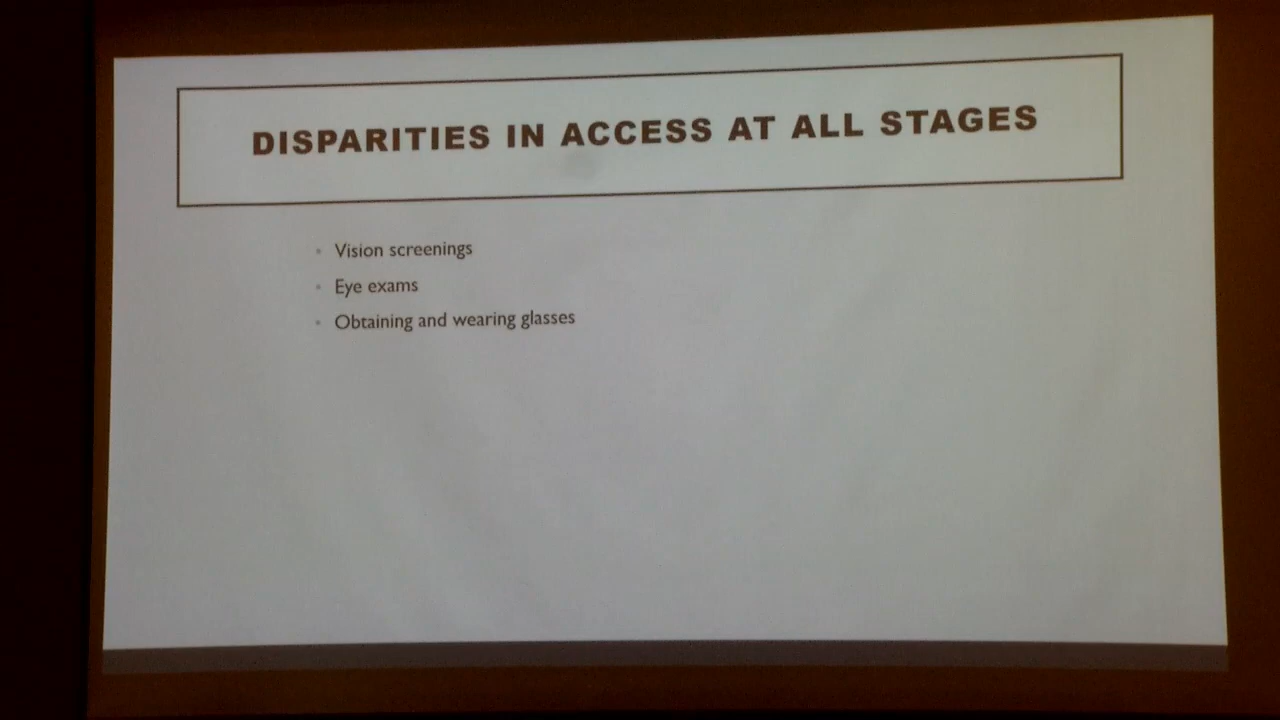 DISPARITIES IN ACCESS AT ALL STAGES
• Vision screenings
• Eye exams
• Obtaining and wearing glasses